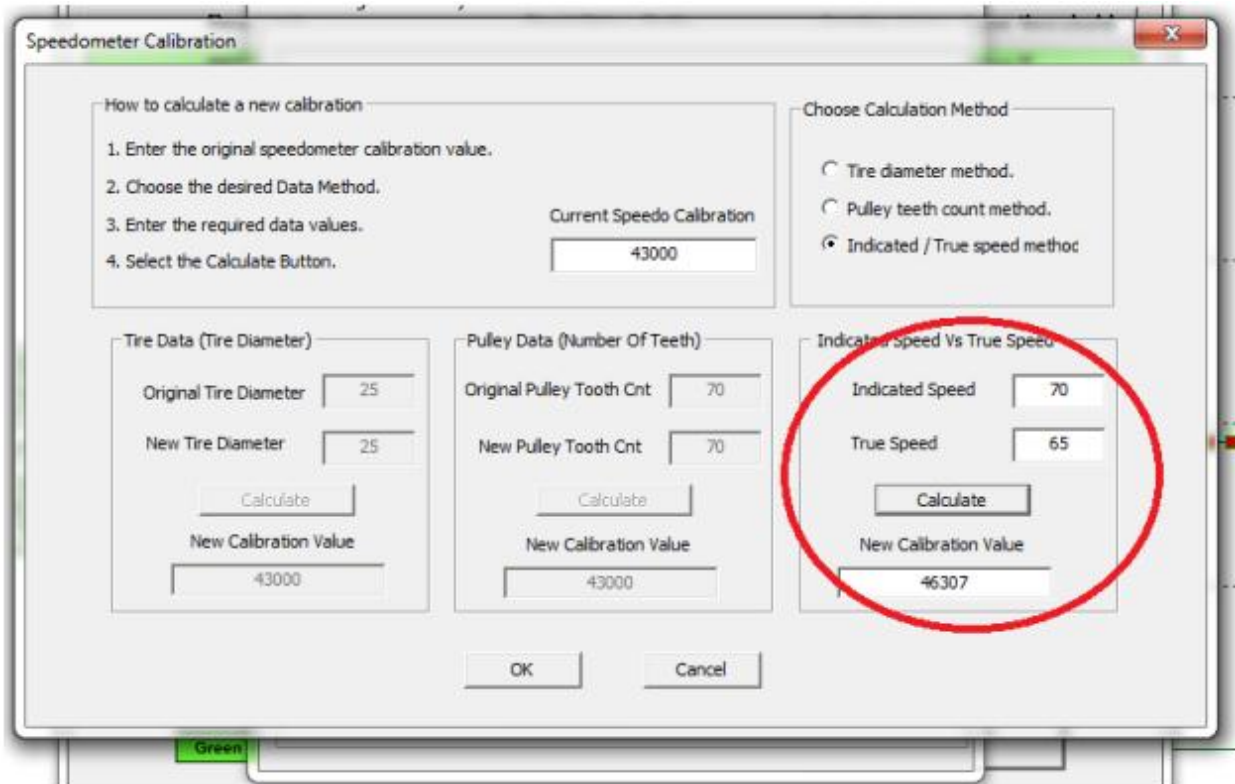 Speedometer Calibration
How to calculate a new calibration
1. Enter the original speedometer calibration value.
2. Choose the desired Data Method.
3. Enter the required data values.
4. Select the Calculate Button.
Current Speedo Calibration
43000
Choose Calculation Method
Tire diameter method.
Pulley teeth count method.
Indicated / True speed method
Tire Data (Tire Diameter)
Original Tire Diameter 25
New Tire Diameter 25
Calculate
New Calibration Value
43000
Pulley Data (Number Of Teeth)
Original Pulley Tooth Cnt 70
New Pulley Tooth Cnt 70
Calculate
New Calibration Value
43000
Indicated Speed Vs True Speed
Indicated Speed 70
True Speed 65
Calculate
New Calibration Value
46307
OK Cancel
Green